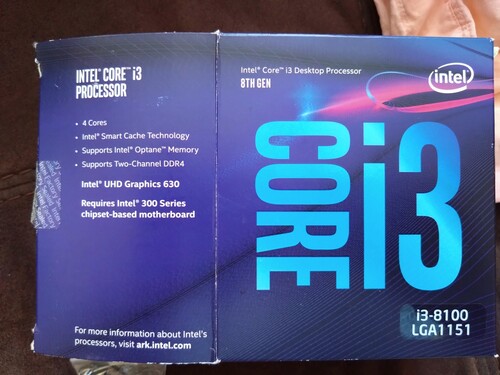 INTEL® CORE™ i3
PROCESSOR
• 4 Cores
• Intel® Smart Cache Technology
• Supports Intel® Optane™ Memory
• Supports Two-Channel DDR4
Intel® UHD Graphics 630
Requires Intel® 300 Series
chipset-based motherboard
For more information about Intel's
processors, visit ark.intel.com
Intel® Core™ i3 Desktop Processor
8TH GEN
intel
CORE i3
i3-8100
LGA1151